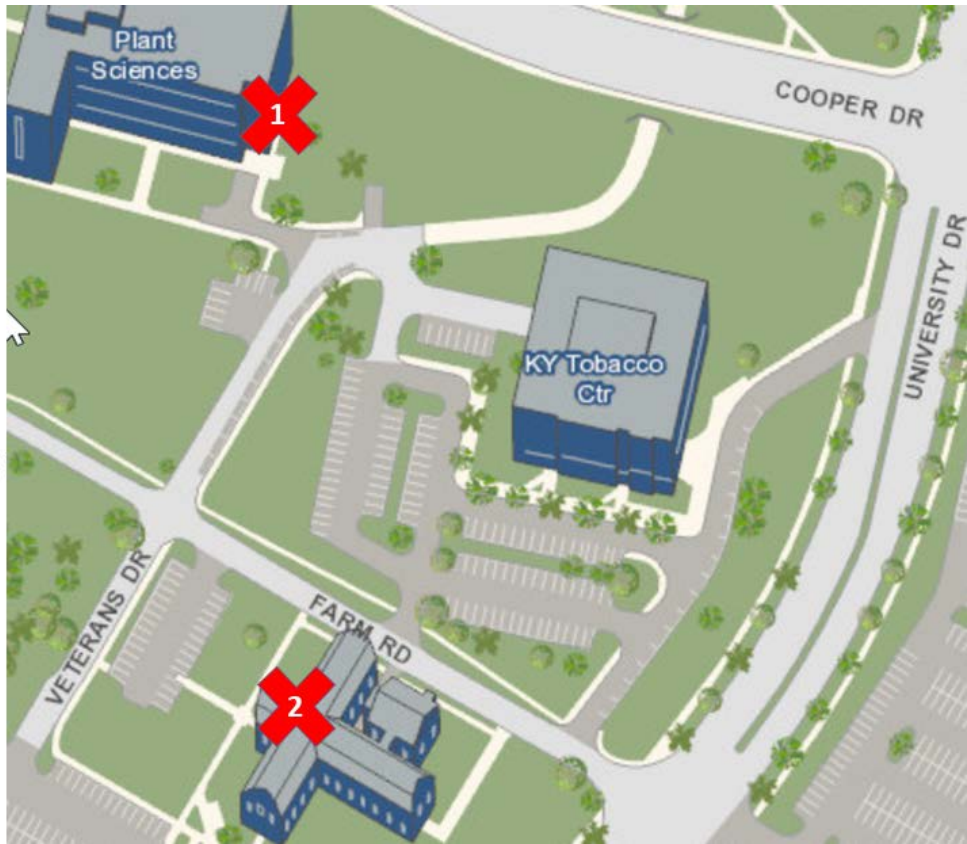 Plant
Sciences
1
COOPER DR
UNIVERSITY DR
KY Tobacco
Ctr
VETERANS DR
FARM RD
2